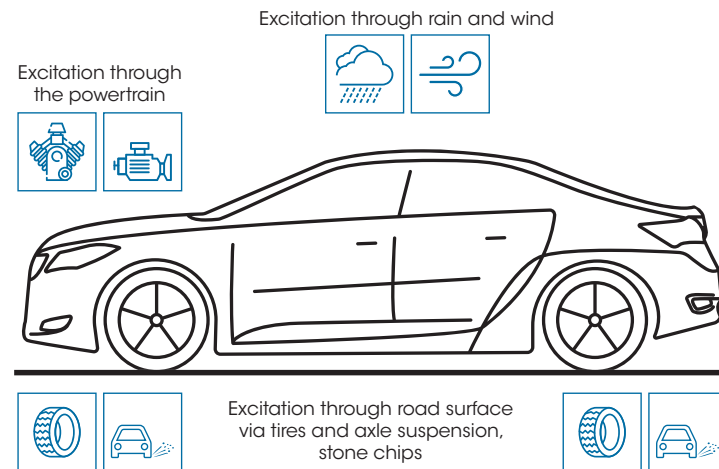 Excitation through rain and wind
Excitation through
the powertrain
Excitation through road surface
via tires and axle suspension,
stone chips